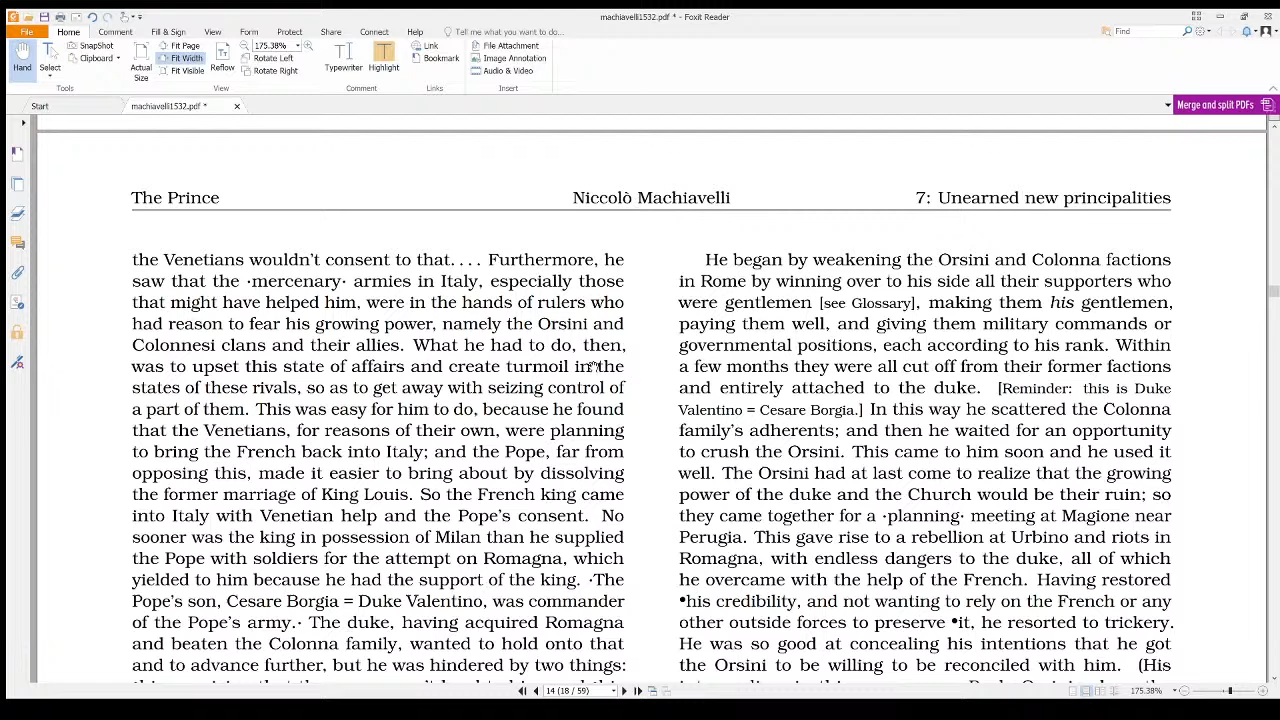 machiavelli1532.pdf * - Foxit Reader
File
Home
Comment
Fill & Sign
View
Form
Protect
Share
Connect
Help
Tell me what you want to do...
Find
Hand
Select
SnapShot
Clipboard
Actual
Size
Fit Page
Fit Width
Fit Visible
Reflow
175.38%
Rotate Left
Rotate Right
Typewriter
Highlight
Link
Bookmark
File Attachment
Image Annotation
Audio & Video
Tools
View
Comment
Links
Insert
Start
machiavelli1532.pdf *
Merge and split PDFs
The Prince
Niccolò Machiavelli
7: Unearned new principalities
the Venetians wouldn't consent to that. . . . Furthermore, he
saw that the ·mercenary· armies in Italy, especially those
that might have helped him, were in the hands of rulers who
had reason to fear his growing power, namely the Orsini and
Colonnesi clans and their allies. What he had to do, then,
was to upset this state of affairs and create turmoil in the
states of these rivals, so as to get away with seizing control of
a part of them. This was easy for him to do, because he found
that the Venetians, for reasons of their own, were planning
to bring the French back into Italy; and the Pope, far from
opposing this, made it easier to bring about by dissolving
the former marriage of King Louis. So the French king came
into Italy with Venetian help and the Pope's consent. No
sooner was the king in possession of Milan than he supplied
the Pope with soldiers for the attempt on Romagna, which
yielded to him because he had the support of the king. ·The
Pope's son, Cesare Borgia = Duke Valentino, was commander
of the Pope's army.· The duke, having acquired Romagna
and beaten the Colonna family, wanted to hold onto that
and to advance further, but he was hindered by two things:
He began by weakening the Orsini and Colonna factions
in Rome by winning over to his side all their supporters who
were gentlemen [see Glossary], making them his gentlemen,
paying them well, and giving them military commands or
governmental positions, each according to his rank. Within
a few months they were all cut off from their former factions
and entirely attached to the duke. [Reminder: this is Duke
Valentino = Cesare Borgia.] In this way he scattered the Colonna
family's adherents; and then he waited for an opportunity
to crush the Orsini. This came to him soon and he used it
well. The Orsini had at last come to realize that the growing
power of the duke and the Church would be their ruin; so
they came together for a ·planning· meeting at Magione near
Perugia. This gave rise to a rebellion at Urbino and riots in
Romagna, with endless dangers to the duke, all of which
he overcame with the help of the French. Having restored
•his credibility, and not wanting to rely on the French or any
other outside forces to preserve •it, he resorted to trickery.
He was so good at concealing his intentions that he got
the Orsini to be willing to be reconciled with him. (His
14 (18 / 59)
175.38%